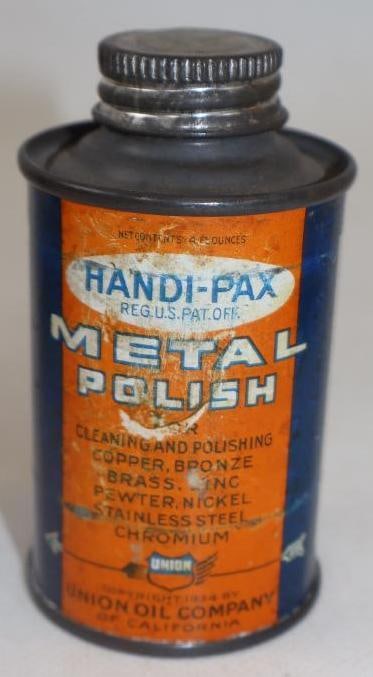 NET CONTENTS 4 FL OUNCES
HANDI-PAX
REG.U.S.PAT.OFF.
METAL
POLISH
CLEANING AND POLISHING
COPPER, BRONZE
BRASS, ZINC
PEWTER, NICKEL
STAINLESS STEEL
CHROMIUM
UNION
COPYRIGHT 1934 BY
UNION OIL COMPANY
OF CALIFORNIA